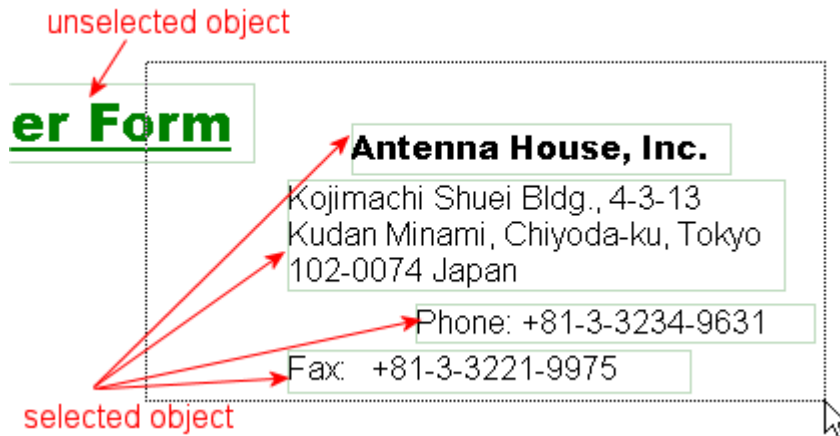 unselected object
er Form
Antenna House, Inc.
Kojimachi Shuei Bldg., 4-3-13
Kudan Minami, Chiyoda-ku, Tokyo
102-0074 Japan
Phone: +81-3-3234-9631
Fax: +81-3-3221-9975
selected object